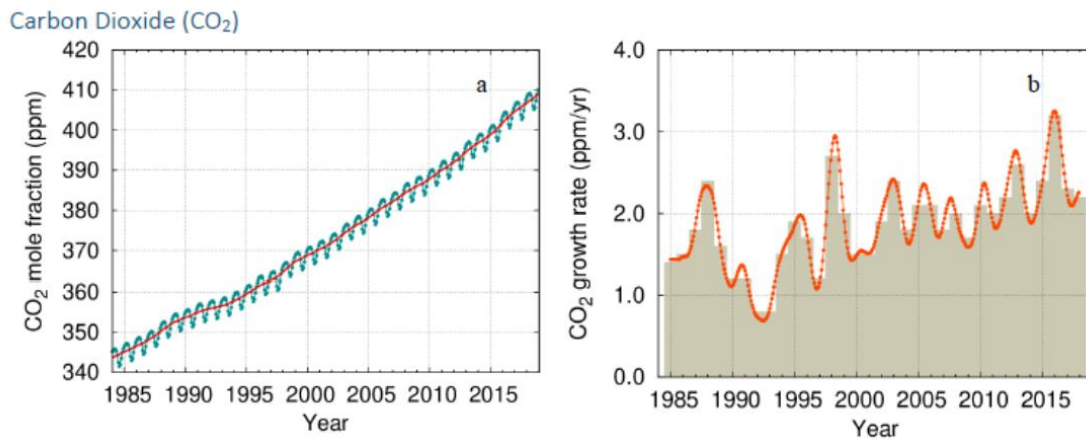 Carbon Dioxide (CO₂)
420
410
400
390
380
370
360
350
340
CO₂ mole fraction (ppm)
a
1985 1990 1995 2000 2005 2010 2015
Year
4.0
3.0
2.0
1.0
0.0
CO₂ growth rate (ppm/yr)
b
1985 1990 1995 2000 2005 2010 2015
Year